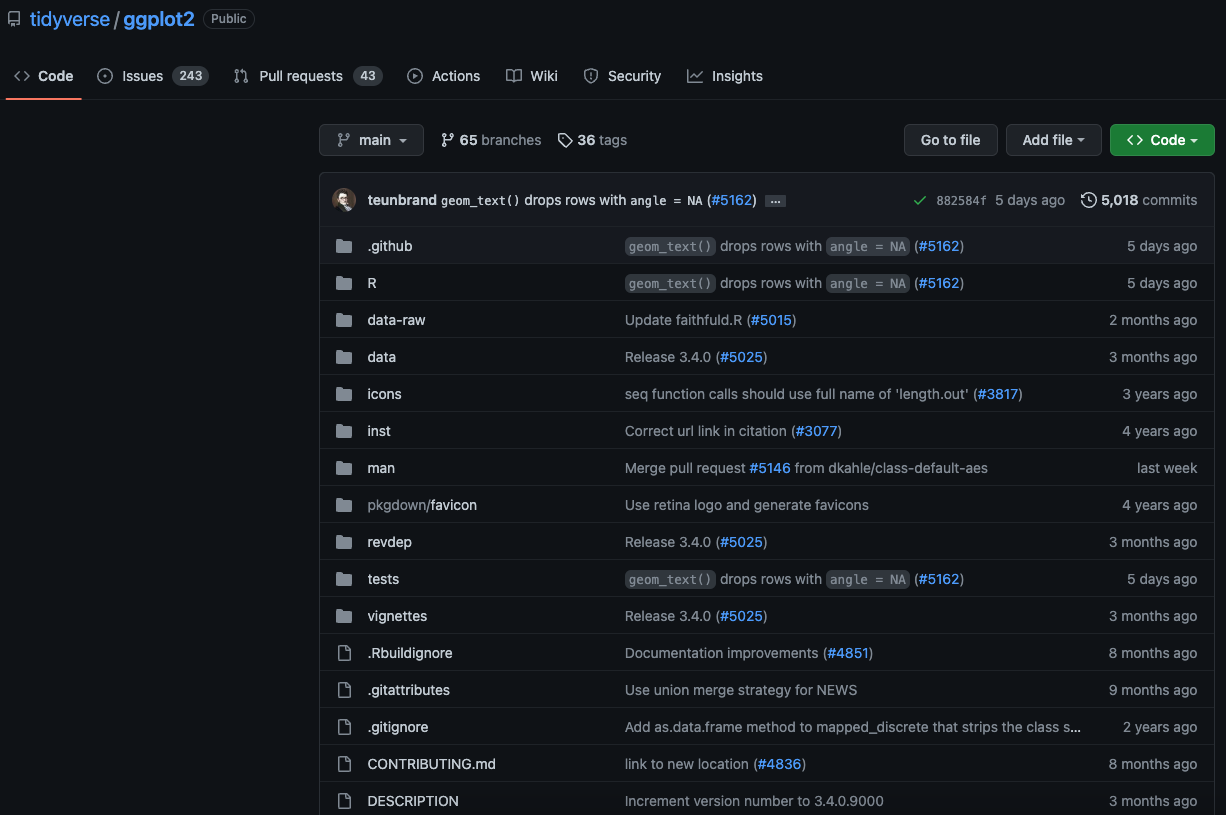 tidyverse / ggplot2 Public
Code Issues 243 Pull requests 43 Actions Wiki Security Insights
main 65 branches 36 tags Go to file Add file Code
teunbrand geom_text() drops rows with angle = NA (#5162) ... 882584f 5 days ago 5,018 commits
.github geom_text() drops rows with angle = NA (#5162) 5 days ago
R geom_text() drops rows with angle = NA (#5162) 5 days ago
data-raw Update faithfuld.R (#5015) 2 months ago
data Release 3.4.0 (#5025) 3 months ago
icons seq function calls should use full name of 'length.out' (#3817) 3 years ago
inst Correct url link in citation (#3077) 4 years ago
man Merge pull request #5146 from dkahle/class-default-aes last week
pkgdown/favicon Use retina logo and generate favicons 4 years ago
revdep Release 3.4.0 (#5025) 3 months ago
tests geom_text() drops rows with angle = NA (#5162) 5 days ago
vignettes Release 3.4.0 (#5025) 3 months ago
.Rbuildignore Documentation improvements (#4851) 8 months ago
.gitattributes Use union merge strategy for NEWS 9 months ago
.gitignore Add as.data.frame method to mapped_discrete that strips the class s... 2 years ago
CONTRIBUTING.md link to new location (#4836) 8 months ago
DESCRIPTION Increment version number to 3.4.0.9000 3 months ago